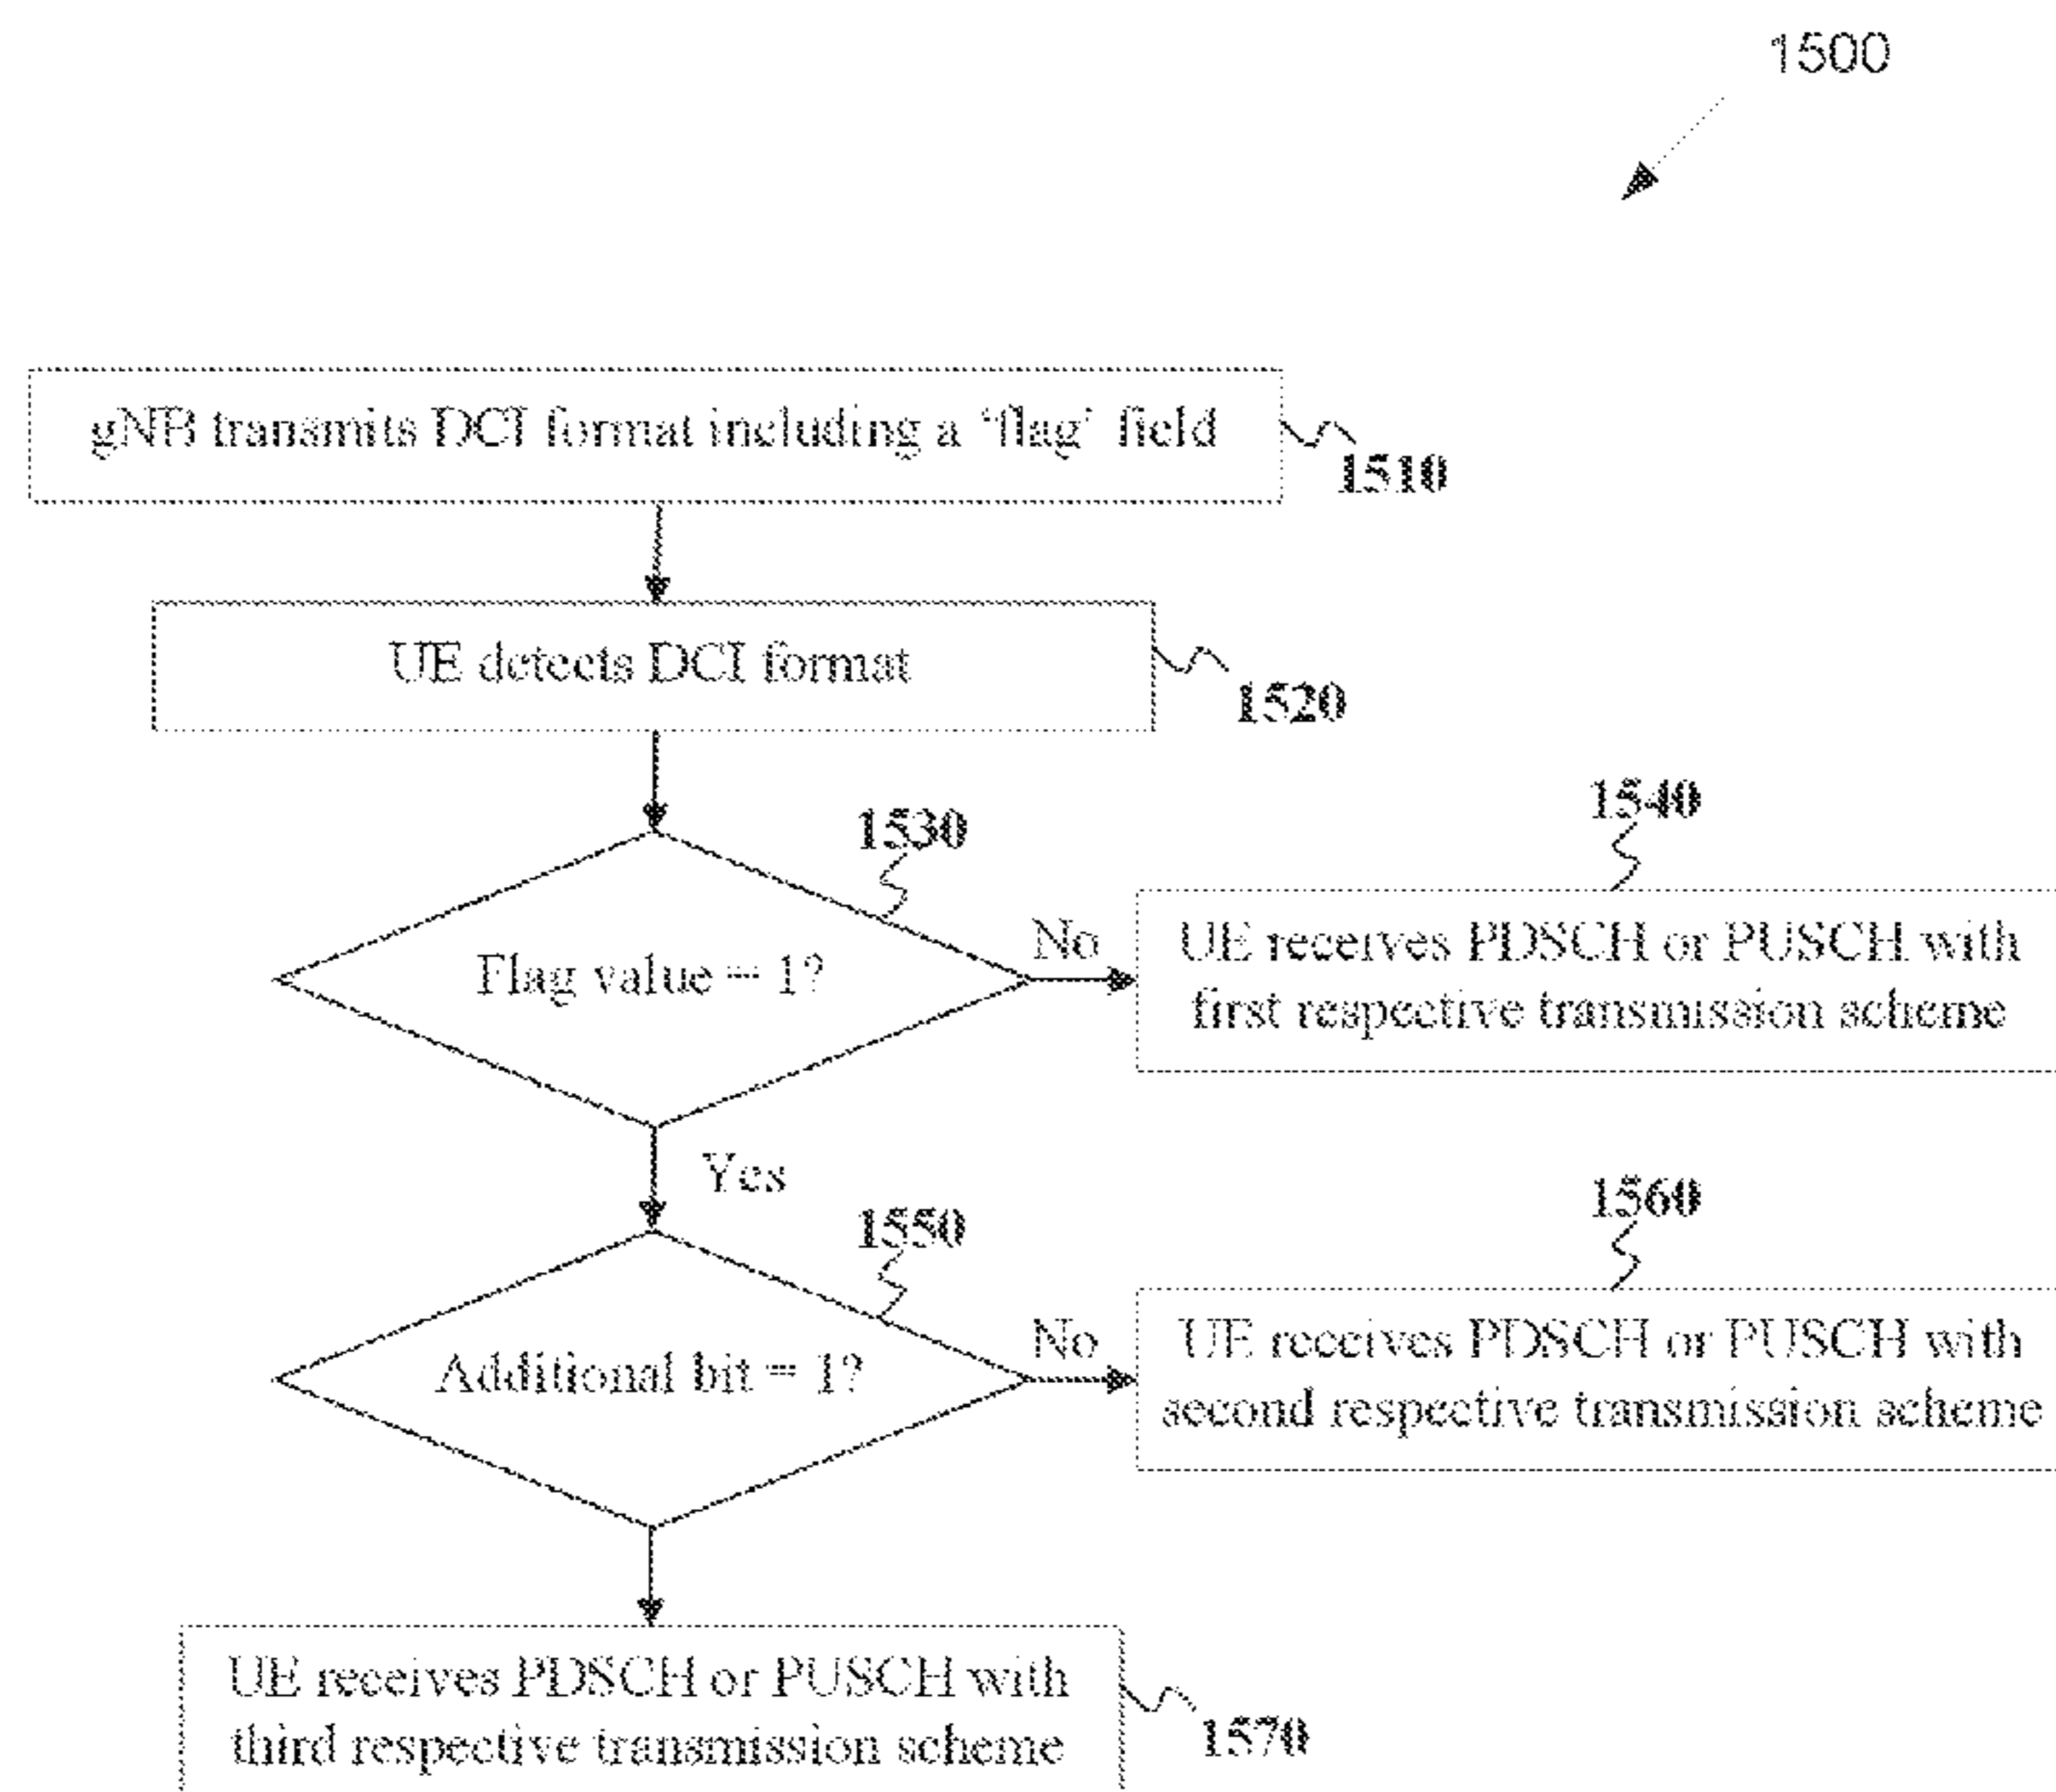 1500
gNB transmits DCI format including a ‘flag’ field
1510
UE detects DCI format
1520
1530
Flag value = 1?
No
1540
UE receives PDSCH or PUSCH with
first respective transmission scheme
Yes
1550
Additional bit = 1?
No
1560
UE receives PDSCH or PUSCH with
second respective transmission scheme
UE receives PDSCH or PUSCH with
third respective transmission scheme
1570